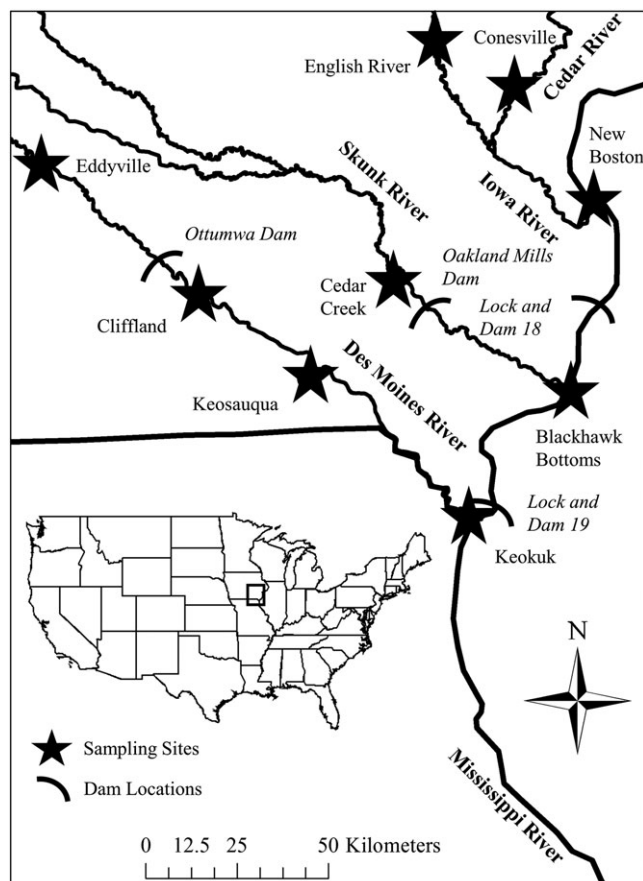 Conesville
English River
Cedar River
New
Boston
Eddyville
Skunk River
Iowa River
Ottumwa Dam
Oakland Mills
Dam
Cedar
Creek
Lock and
Dam 18
Cliffland
Des Moines River
Keosauqua
Blackhawk
Bottoms
Lock and
Dam 19
Keokuk
N
Sampling Sites
Dam Locations
Mississippi River
0 12.5 25 50 Kilometers